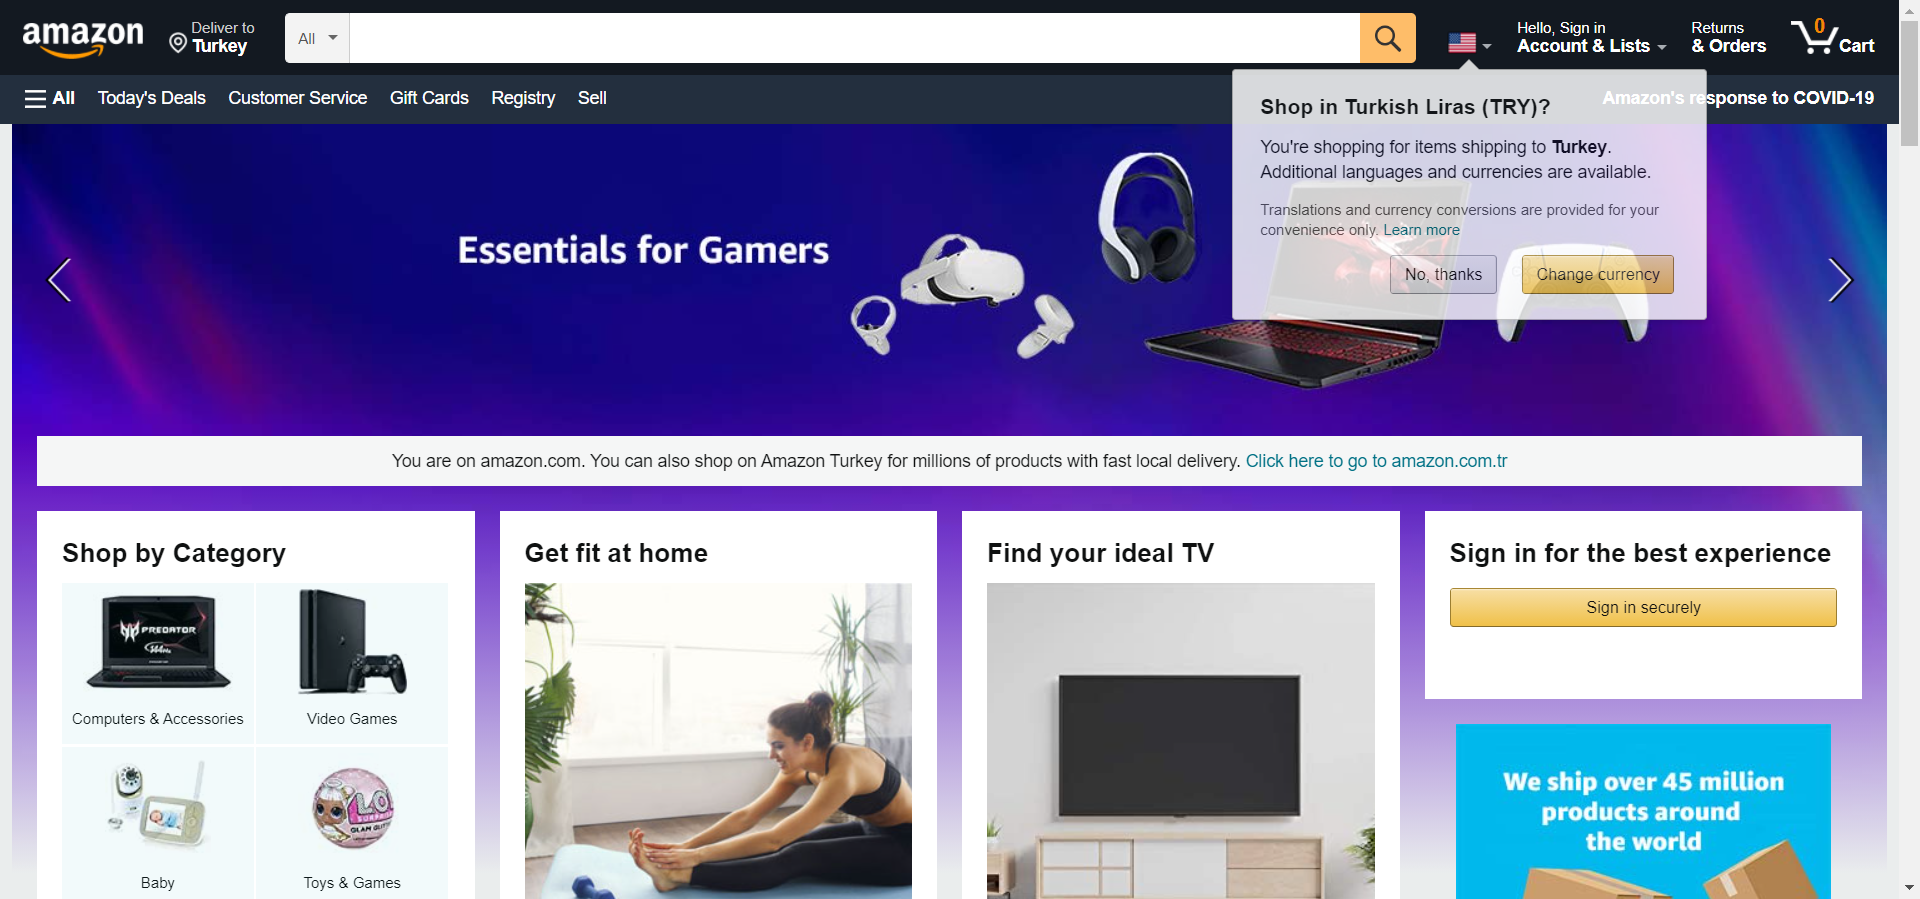 amazon
Deliver to
Turkey
All
Hello, Sign in
Account & Lists
Returns
& Orders
0
Cart
All
Today's Deals
Customer Service
Gift Cards
Registry
Sell
Amazon's response to COVID-19
Shop in Turkish Liras (TRY)?
You're shopping for items shipping to Turkey.
Additional languages and currencies are available.
Translations and currency conversions are provided for your
convenience only. Learn more
No, thanks
Change currency
Essentials for Gamers
You are on amazon.com. You can also shop on Amazon Turkey for millions of products with fast local delivery. Click here to go to amazon.com.tr
Shop by Category
PREDATOR
Computers & Accessories
Video Games
Baby
Toys & Games
Get fit at home
Find your ideal TV
Sign in for the best experience
Sign in securely
We ship over 45 million
products around
the world